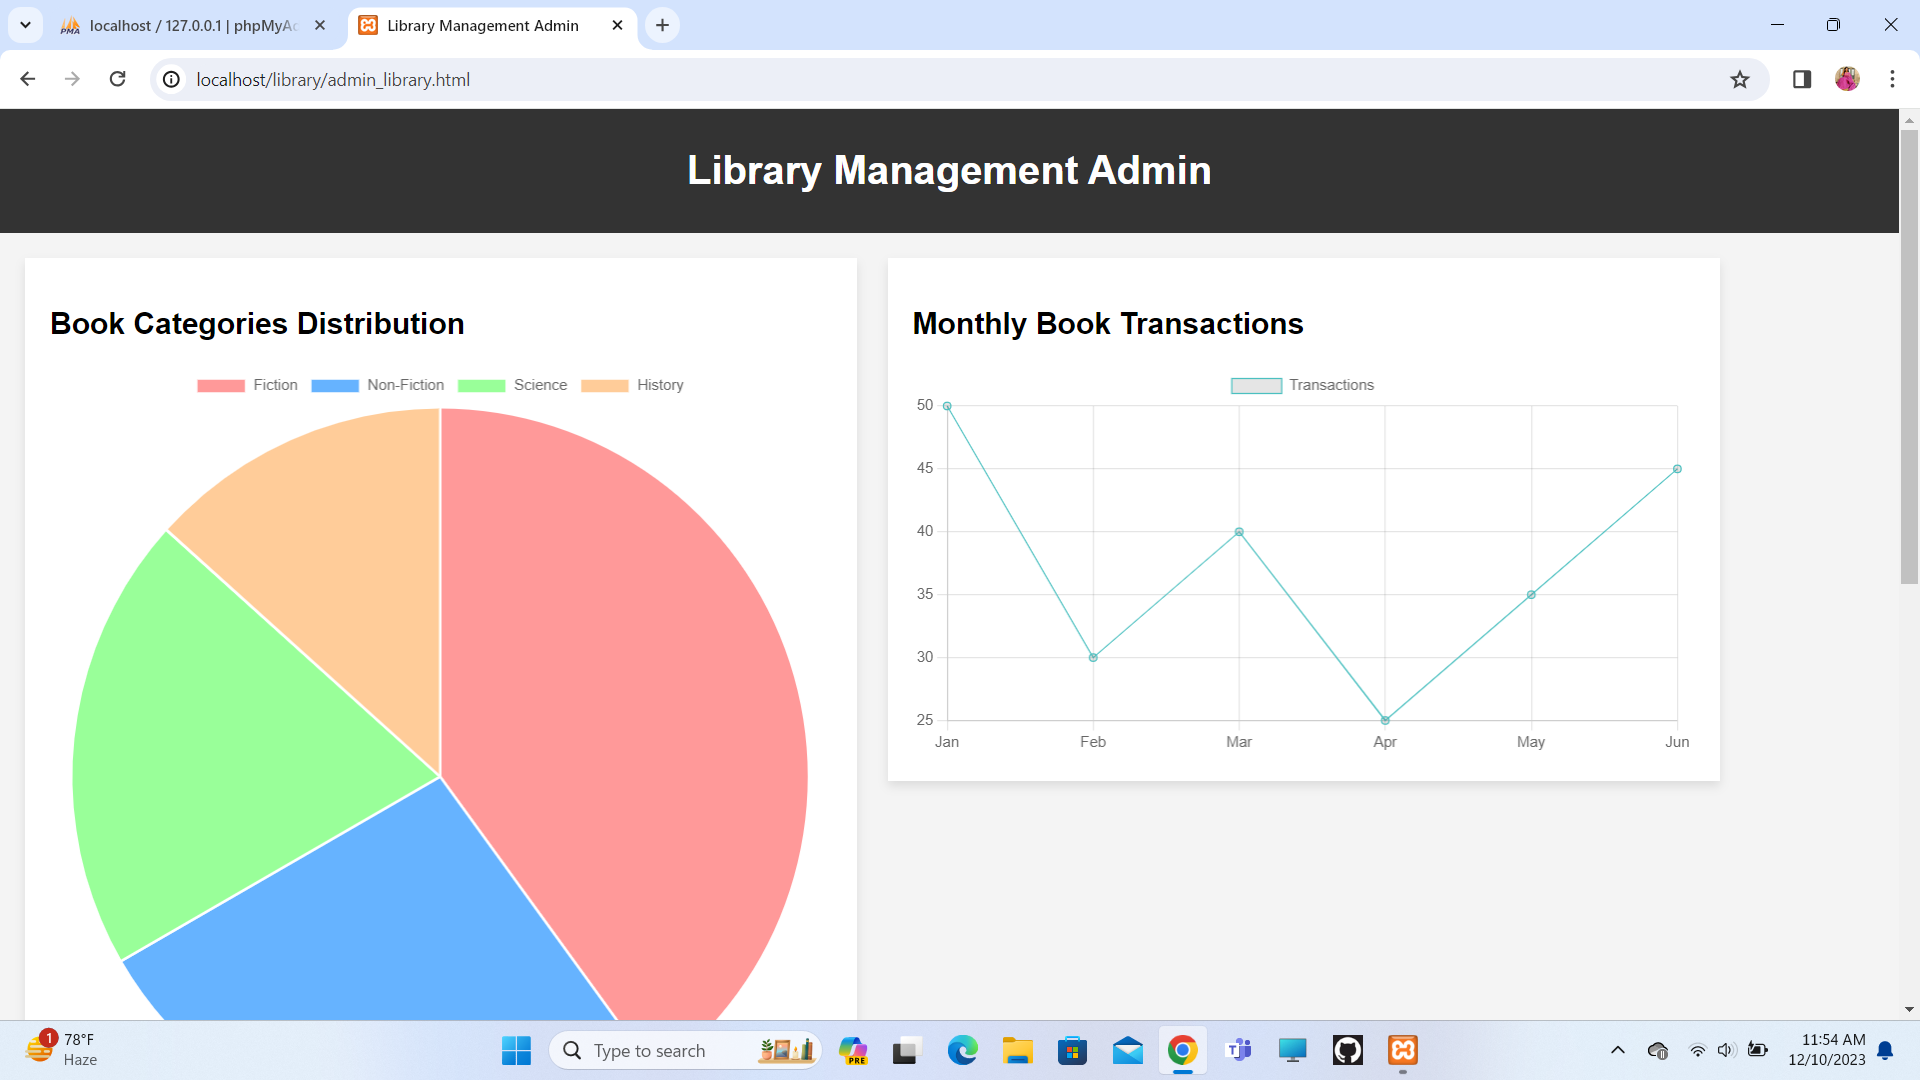 localhost / 127.0.0.1 | phpMyAc
Library Management Admin
localhost/library/admin_library.html
Library Management Admin
Book Categories Distribution
Fiction Non-Fiction Science History
Monthly Book Transactions
Transactions
50
45
40
35
30
25
Jan Feb Mar Apr May Jun
1
78°F
Haze
Type to search
PRE
11:54 AM
12/10/2023